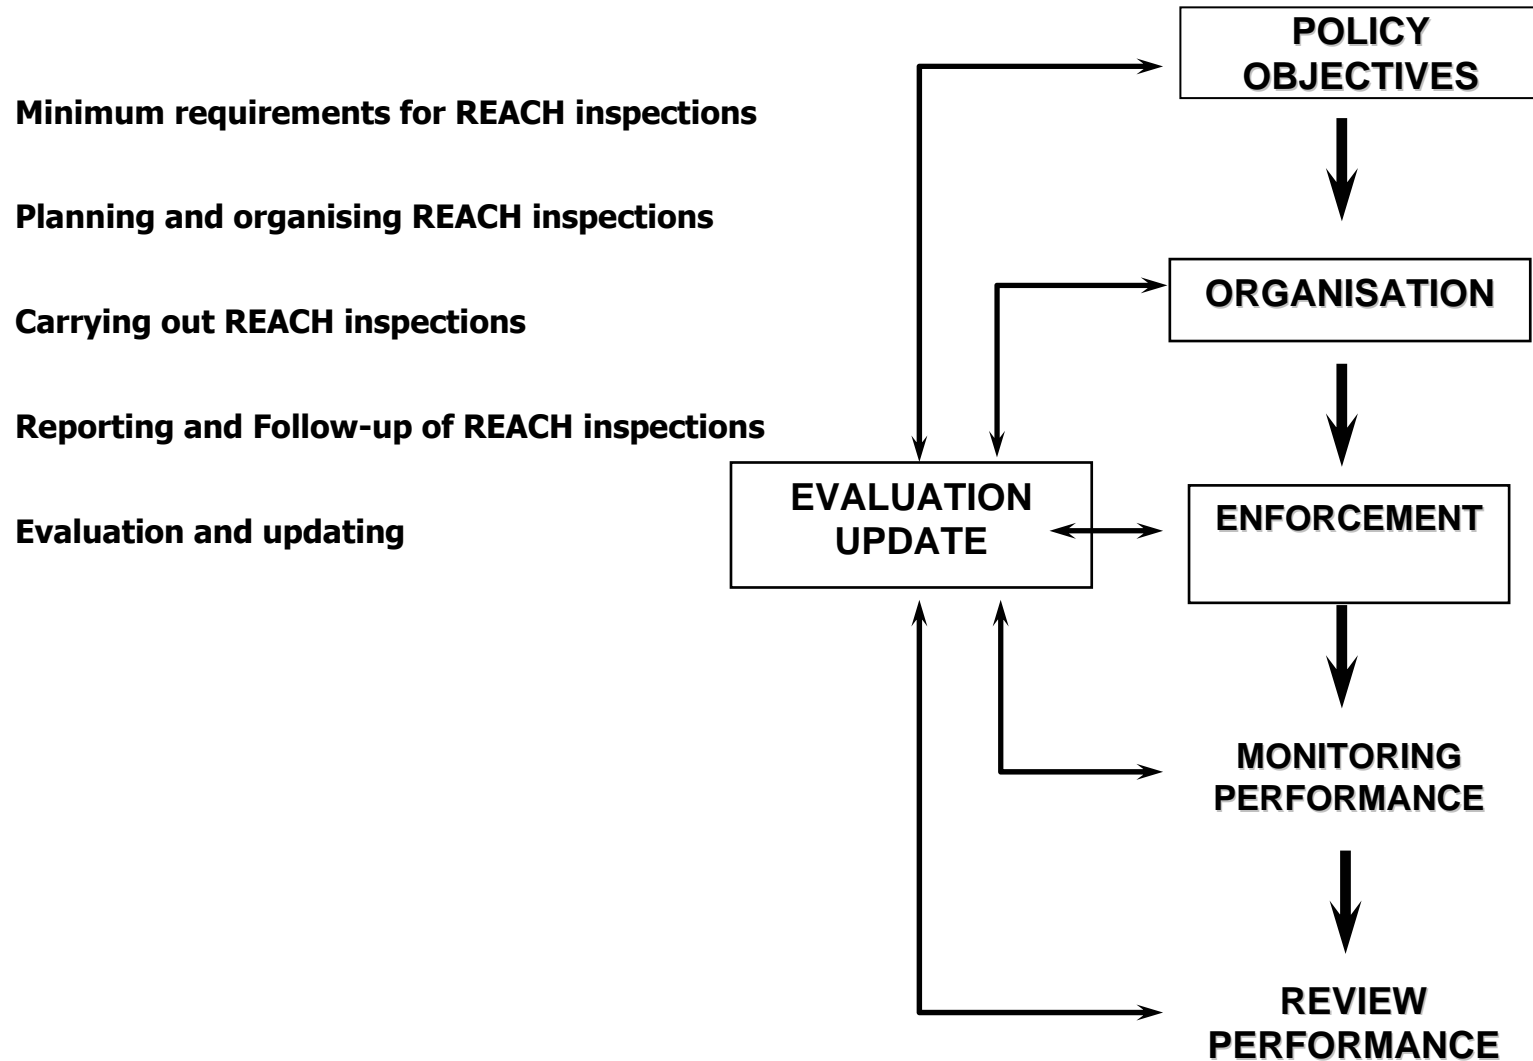 Minimum requirements for REACH inspections
Planning and organising REACH inspections
Carrying out REACH inspections
Reporting and Follow-up of REACH inspections
Evaluation and updating
POLICY
OBJECTIVES
ORGANISATION
EVALUATION
UPDATE
ENFORCEMENT
MONITORING
PERFORMANCE
REVIEW
PERFORMANCE